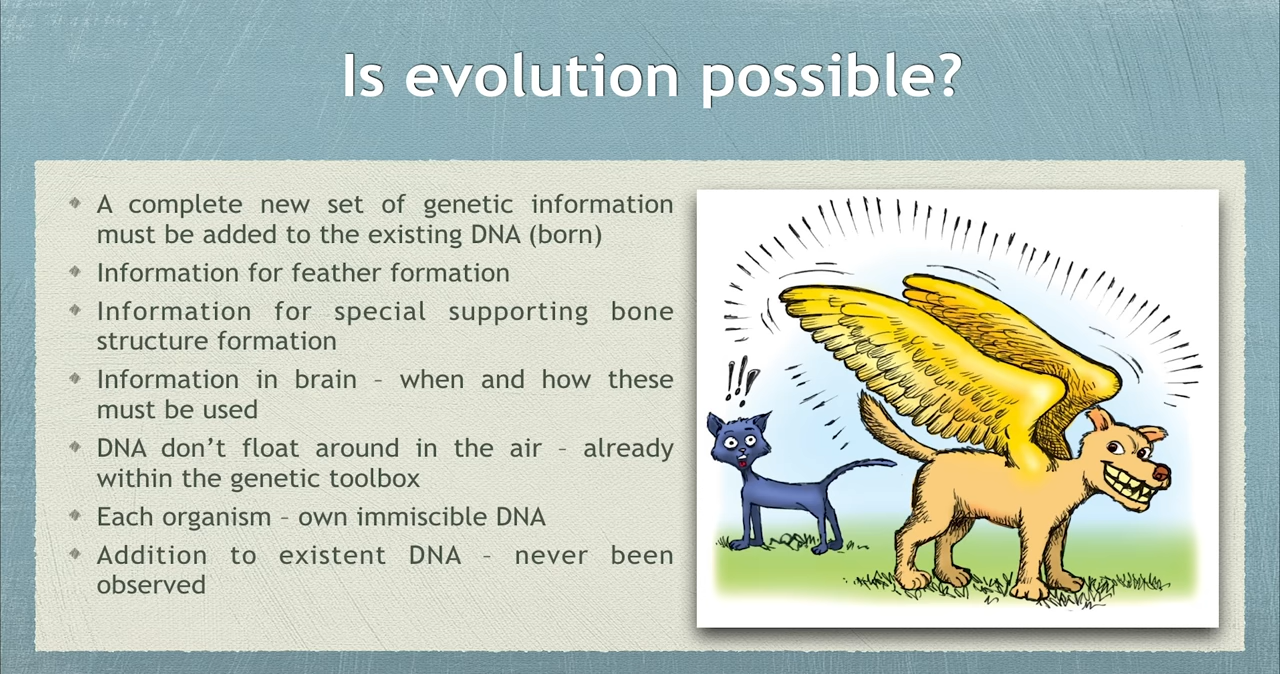 Is evolution possible?
A complete new set of genetic information
must be added to the existing DNA (born)
Information for feather formation
Information for special supporting bone
structure formation
Information in brain – when and how these
must be used
DNA don’t float around in the air – already
within the genetic toolbox
Each organism – own immiscible DNA
Addition to existent DNA – never been
observed
!!!